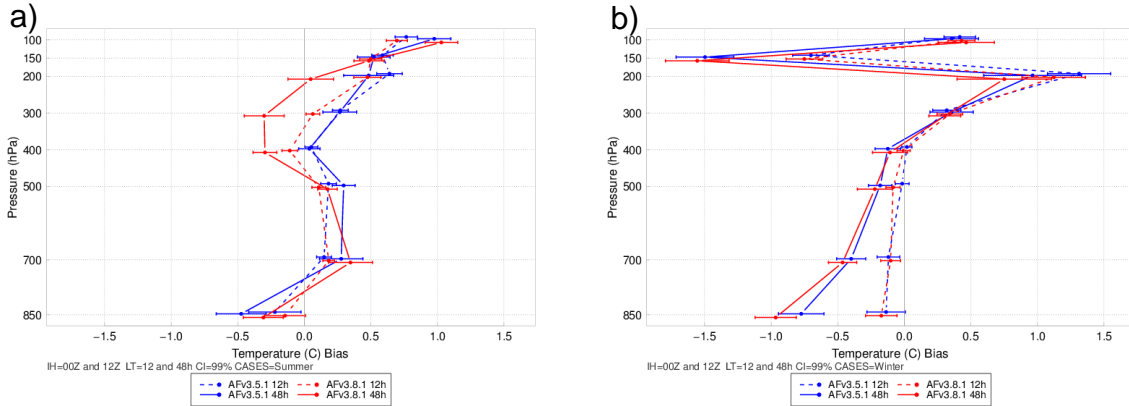 a)
b)
100
150
200
300
400
500
700
850
Pressure (hPa)
−1.5 −1.0 −0.5 0.0 0.5 1.0 1.5
Temperature (C) Bias
IH=00Z and 12Z LT=12 and 48h CI=99% CASES=Summer
AFv3.5.1 12h AFv3.8.1 12h
AFv3.5.1 48h AFv3.8.1 48h
100
150
200
300
400
500
700
850
Pressure (hPa)
−1.5 −1.0 −0.5 0.0 0.5 1.0 1.5
Temperature (C) Bias
IH=00Z and 12Z LT=12 and 48h CI=99% CASES=Winter
AFv3.5.1 12h AFv3.8.1 12h
AFv3.5.1 48h AFv3.8.1 48h